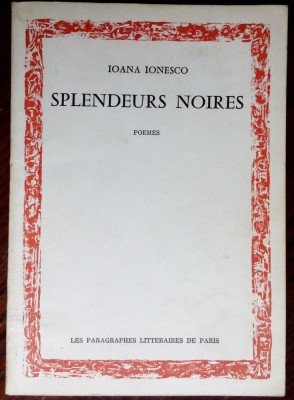 IOANA IONESCO
SPLENDEURS NOIRES
POEMES
LES PARAGRAPHES LITTERAIRES DE PARIS